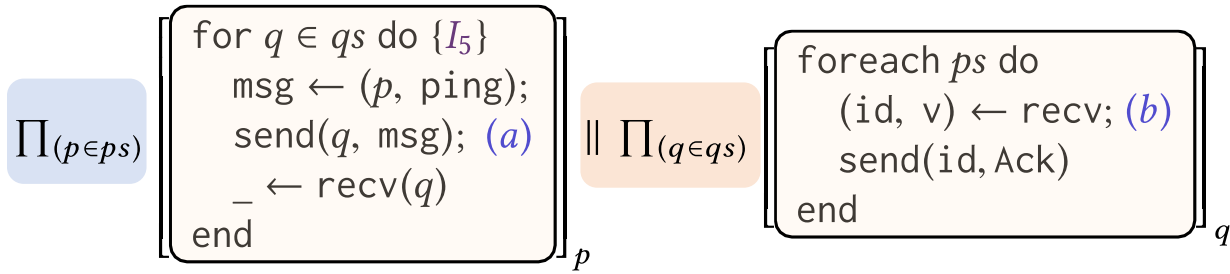 ∏(p∈ps)
for q ∈ qs do {I5}
msg ← (p, ping);
send(q, msg); (a)
_ ← recv(q)
end
p
|| ∏(q∈qs)
foreach ps do
(id, v) ← recv; (b)
send(id, Ack)
end
q